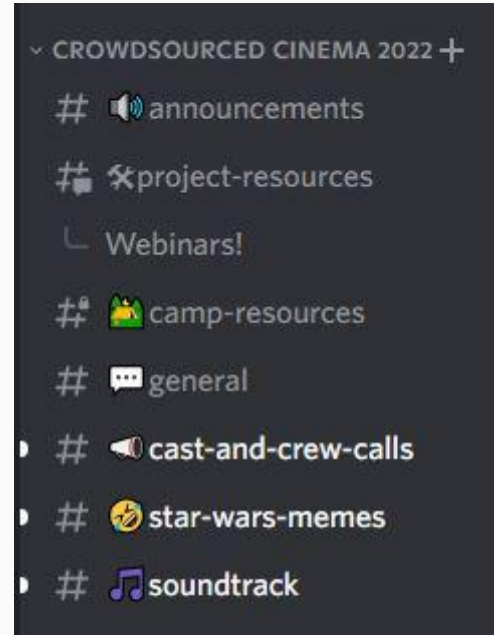 CROWDSOURCED CINEMA 2022 +
# 🔊announcements
# 🛠project-resources
Webinars!
# 🏕camp-resources
# 💬general
# 📣cast-and-crew-calls
# 🤣star-wars-memes
# 🎵soundtrack